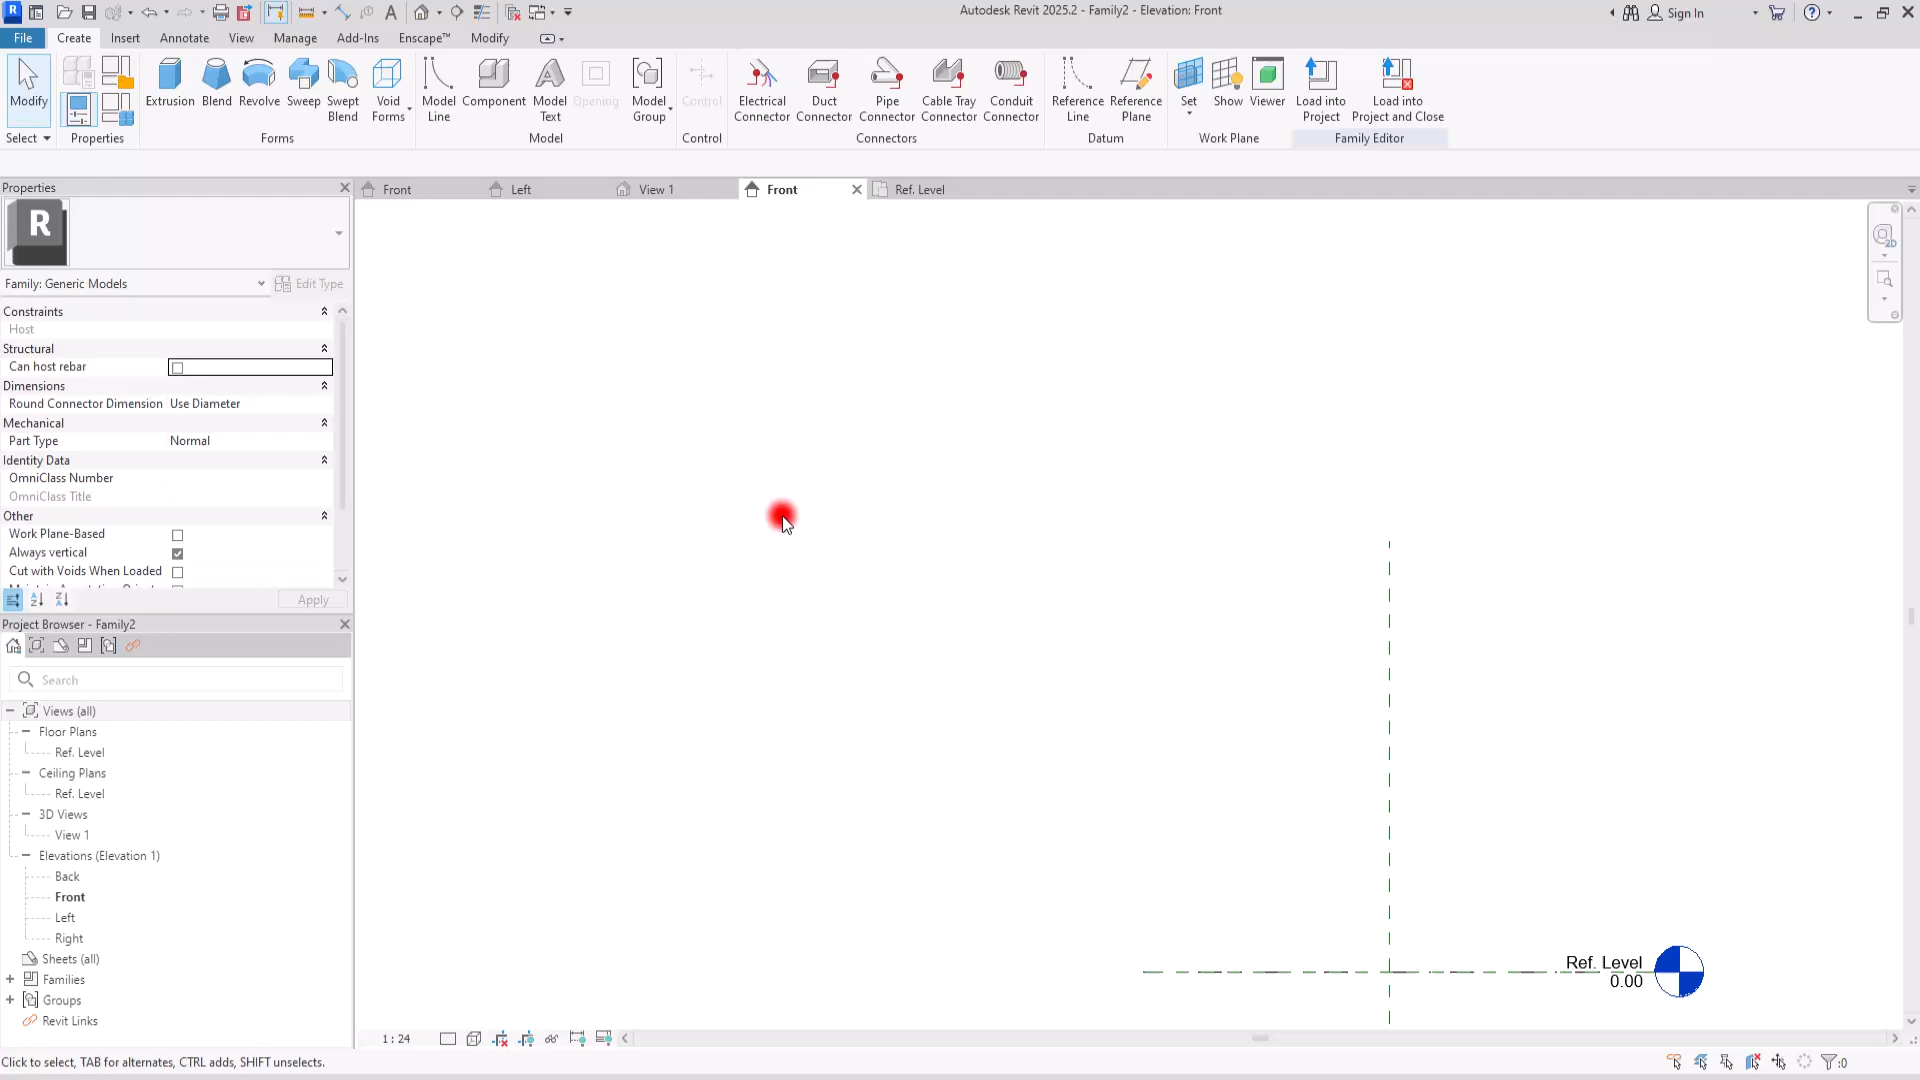 Autodesk Revit 2025.2 - Family2 - Elevation: Front
Sign In
File Create Insert Annotate View Manage Add-Ins Enscape™ Modify
Modify
Select
Properties
Extrusion Blend Revolve Sweep Swept Blend Void Forms
Forms
Model Line Component Model Text Opening Model Group
Model
Control
Control
Electrical Connector Duct Connector Pipe Connector Cable Tray Connector Conduit Connector
Connectors
Reference Line Reference Plane
Datum
Set Show Viewer
Work Plane
Load into Project Load into Project and Close
Family Editor
Properties
R
Family: Generic Models
Edit Type
Constraints
Host
Structural
Can host rebar
Dimensions
Round Connector Dimension Use Diameter
Mechanical
Part Type Normal
Identity Data
OmniClass Number
OmniClass Title
Other
Work Plane-Based
Always vertical
Cut with Voids When Loaded
Apply
Project Browser - Family2
Search
Views (all)
Floor Plans
Ref. Level
Ceiling Plans
Ref. Level
3D Views
View 1
Elevations (Elevation 1)
Back
Front
Left
Right
Sheets (all)
Families
Groups
Revit Links
Front Left View 1 Front Ref. Level
2D
Ref. Level
0.00
1 : 24
Click to select, TAB for alternates, CTRL adds, SHIFT unselects.
:0